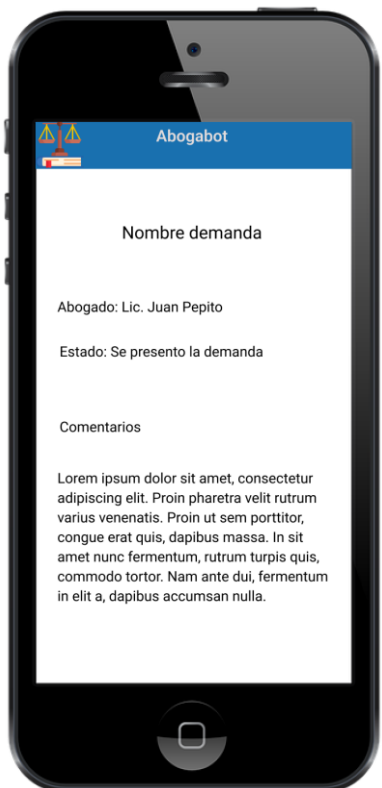 Abogabot
Nombre demanda
Abogado: Lic. Juan Pepito
Estado: Se presento la demanda
Comentarios
Lorem ipsum dolor sit amet, consectetur
adipiscing elit. Proin pharetra velit rutrum
varius venenatis. Proin ut sem porttitor,
congue erat quis, dapibus massa. In sit
amet nunc fermentum, rutrum turpis quis,
commodo tortor. Nam ante dui, fermentum
in elit a, dapibus accumsan nulla.